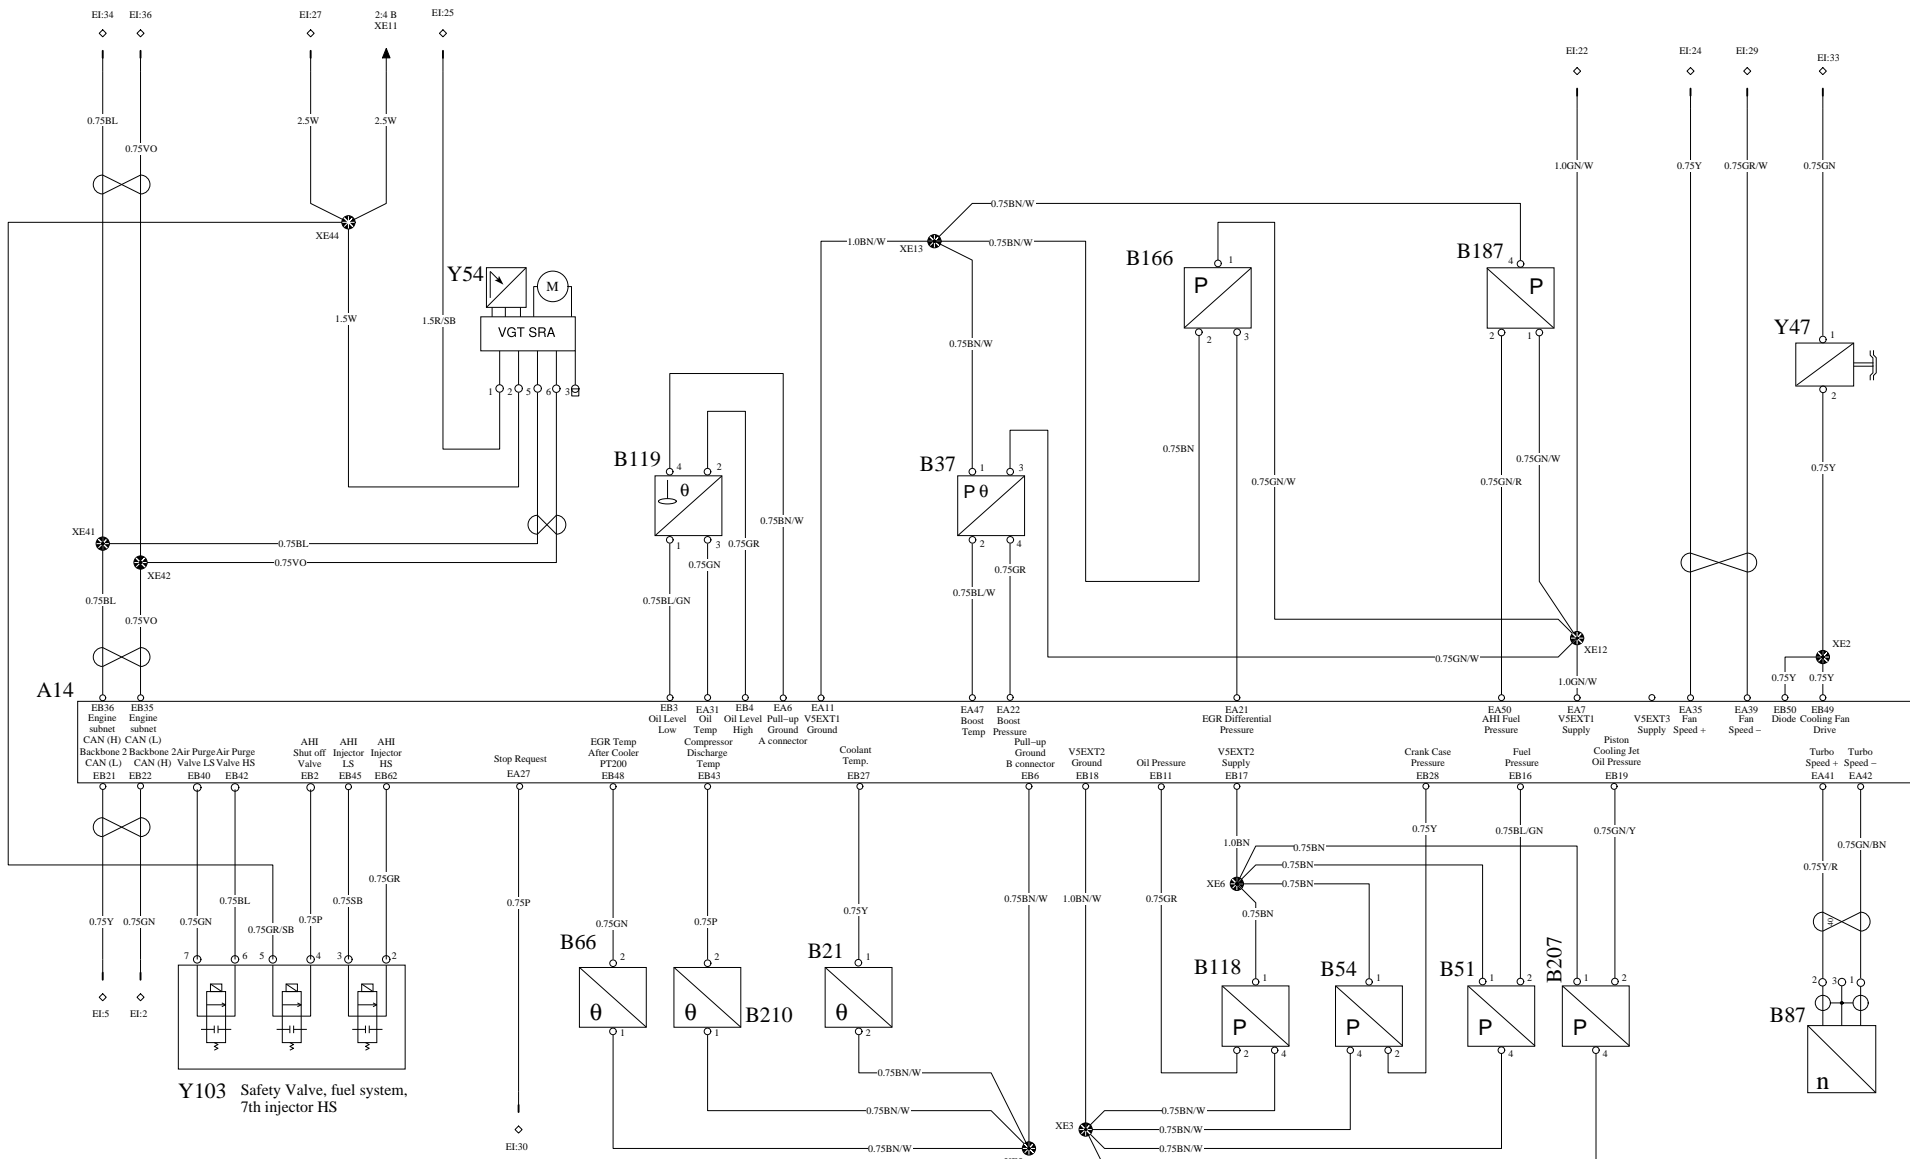 EI:34
EI:36
EI:27
2:4 B
XE11
EI:25
EI:22
EI:24
EI:29
EI:33
0.75BL
0.75VO
2.5W
2.5W
1.0GN/W
0.75Y
0.75GR/W
0.75GN
XE44
XE13
1.0BN/W
0.75BN/W
0.75BN/W
Y54
M
VGT SRA
1.5W
1.5R/SB
1
2
5
6
3
B166
P
1
2
3
B187
P
4
2
1
Y47
1
2
0.75BN/W
0.75BN
0.75GN/W
0.75GN/R
0.75GN/W
0.75Y
B119
θ
4
2
1
3
B37
P θ
1
3
2
4
0.75BN/W
0.75GR
0.75GN
0.75BL/GN
0.75GR
0.75BL/W
XE41
0.75BL
0.75VO
XE42
0.75BL
0.75VO
0.75GN/W
XE12
1.0GN/W
XE2
0.75Y
0.75Y
A14
EB36
Engine
subnet
CAN (H)
EB35
Engine
subnet
CAN (L)
EB3
Oil Level
Low
EA31
Oil
Temp
EB4
Oil Level
High
EA6
Pull−up
Ground
A connector
EA11
V5EXT1
Ground
EA47
Boost
Temp
EA22
Boost
Pressure
EA21
EGR Differential
Pressure
EA50
AHI Fuel
Pressure
EA7
V5EXT1
Supply
V5EXT3
Supply
EA35
Fan
Speed +
EA39
Fan
Speed −
EB50
Diode
EB49
Cooling Fan
Drive
Backbone 2
CAN (L)
EB21
Backbone 2
CAN (H)
EB22
Air Purge
Valve LS
EB40
Air Purge
Valve HS
EB42
AHI
Shut off
Valve
EB2
AHI
Injector
LS
EB45
AHI
Injector
HS
EB62
Stop Request
EA27
EGR Temp
After Cooler
PT200
EB48
Compressor
Discharge
Temp
EB43
Coolant
Temp.
EB27
Pull−up
Ground
B connector
EB6
V5EXT2
Ground
EB18
Oil Pressure
EB11
V5EXT2
Supply
EB17
Crank Case
Pressure
EB28
Fuel
Pressure
EB16
Piston
Cooling Jet
Oil Pressure
EB19
Turbo
Speed +
EA41
Turbo
Speed −
EA42
0.75Y
0.75GN
0.75GN
0.75BL
0.75GR/SB
0.75P
0.75SB
0.75GR
0.75P
0.75GN
0.75P
0.75Y
0.75BN/W
1.0BN/W
0.75GR
1.0BN
XE6
0.75BN
0.75BN
0.75BN
0.75BN
0.75Y
0.75BL/GN
0.75GN/Y
0.75Y/R
0.75GN/BN
40
7
6
5
4
3
2
EI:5
EI:2
Y103
Safety Valve, fuel system,
7th injector HS
EI:30
B66
θ
2
1
B210
θ
2
1
B21
θ
1
2
0.75BN/W
0.75BN/W
0.75BN/W
B118
P
1
2
4
B54
P
1
4
2
B51
P
1
2
4
B207
P
1
2
4
XE3
0.75BN/W
0.75BN/W
0.75BN/W
B87
n
2
3
1